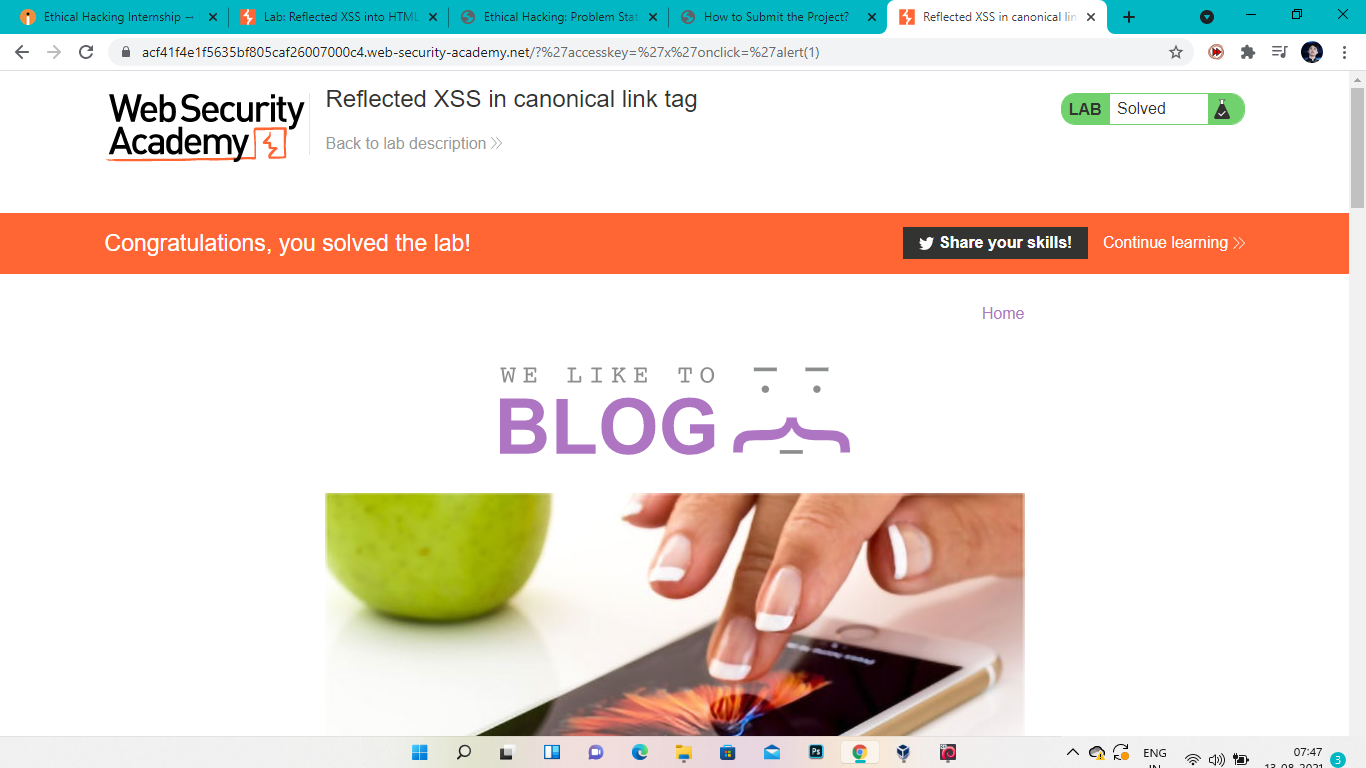 Ethical Hacking Internship —
Lab: Reflected XSS into HTML
Ethical Hacking: Problem Stat
How to Submit the Project?
Reflected XSS in canonical lin
acf41f4e1f5635bf805caf26007000c4.web-security-academy.net/?%27accesskey=%27x%27onclick=%27alert(1)
Web Security
Academy
Reflected XSS in canonical link tag
Back to lab description
LAB
Solved
Congratulations, you solved the lab!
Share your skills!
Continue learning
Home
WE LIKE TO
BLOG
Ps
ENG
IN
07:47
13-08-2021
3